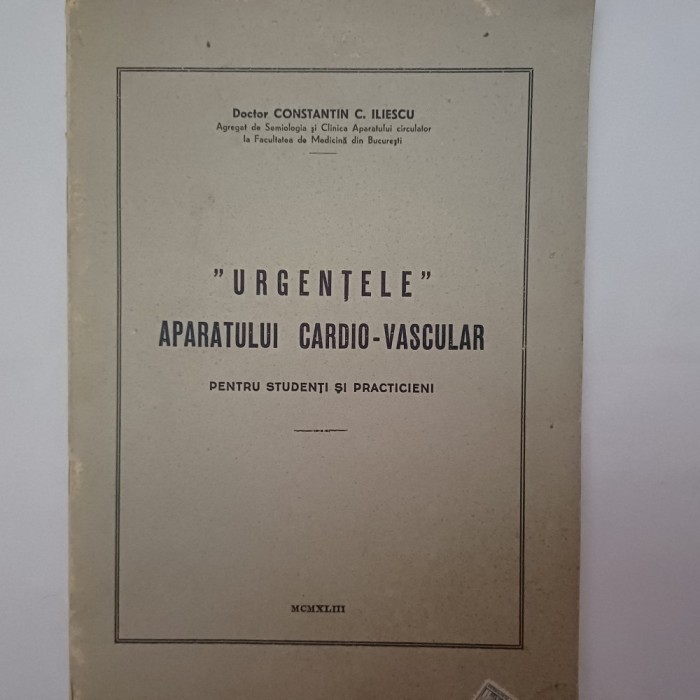 Doctor CONSTANTIN C. ILIESCU
Agregat de Semiologia și Clinica Aparatului circulator
la Facultatea de Medicină din București
"URGENȚELE"
APARATULUI CARDIO-VASCULAR
PENTRU STUDENȚI ȘI PRACTICIENI
MCMXLIII